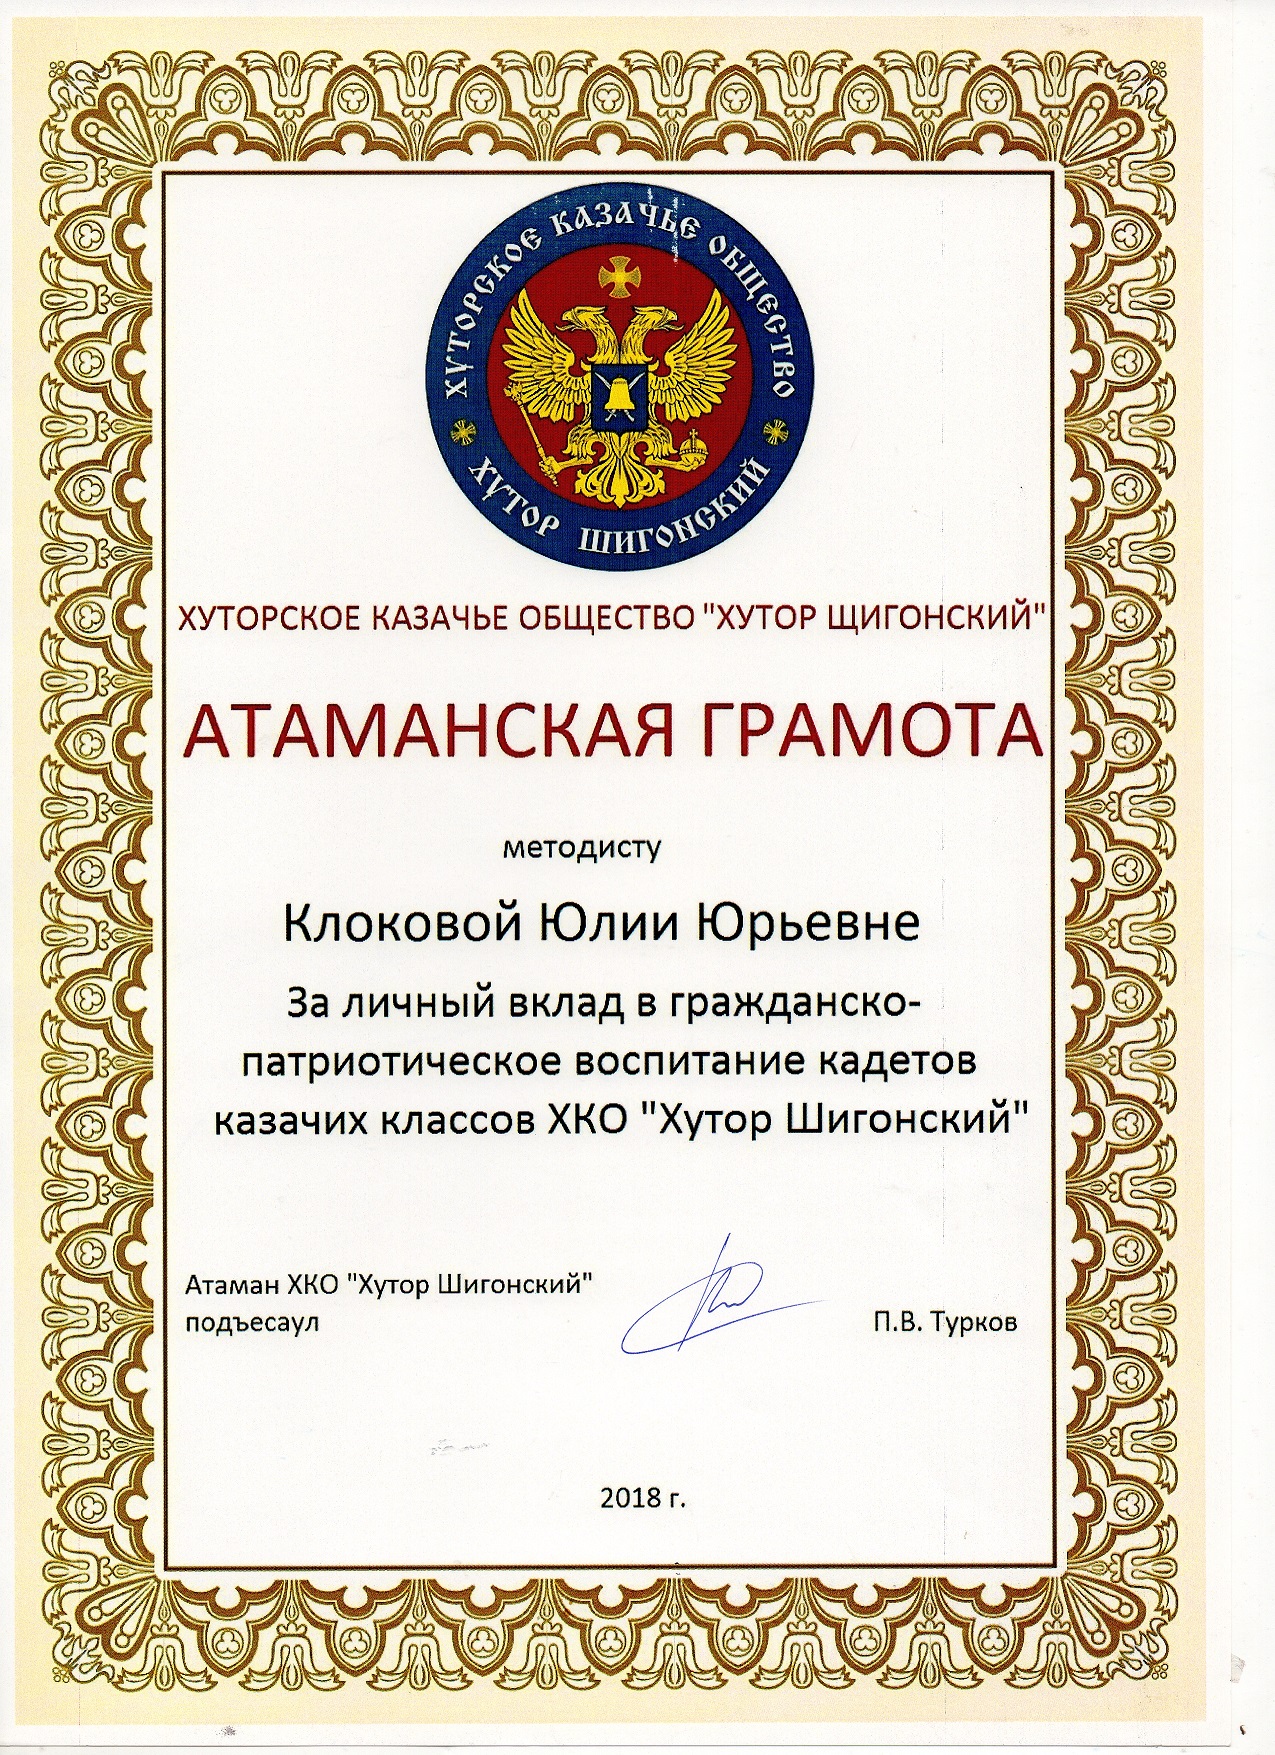 ХУТОРСКОЕ КАЗАЧЬЕ ОБЩЕСТВО
ХУТОР ШИГОНСКИЙ
ХУТОРСКОЕ КАЗАЧЬЕ ОБЩЕСТВО "ХУТОР ЩИГОНСКИЙ"
АТАМАНСКАЯ ГРАМОТА
методисту
Клоковой Юлии Юрьевне
За личный вклад в гражданско-
патриотическое воспитание кадетов
казачих классов ХКО "Хутор Шигонский"
Атаман ХКО "Хутор Шигонский"
подъесаул
П.В. Турков
2018 г.